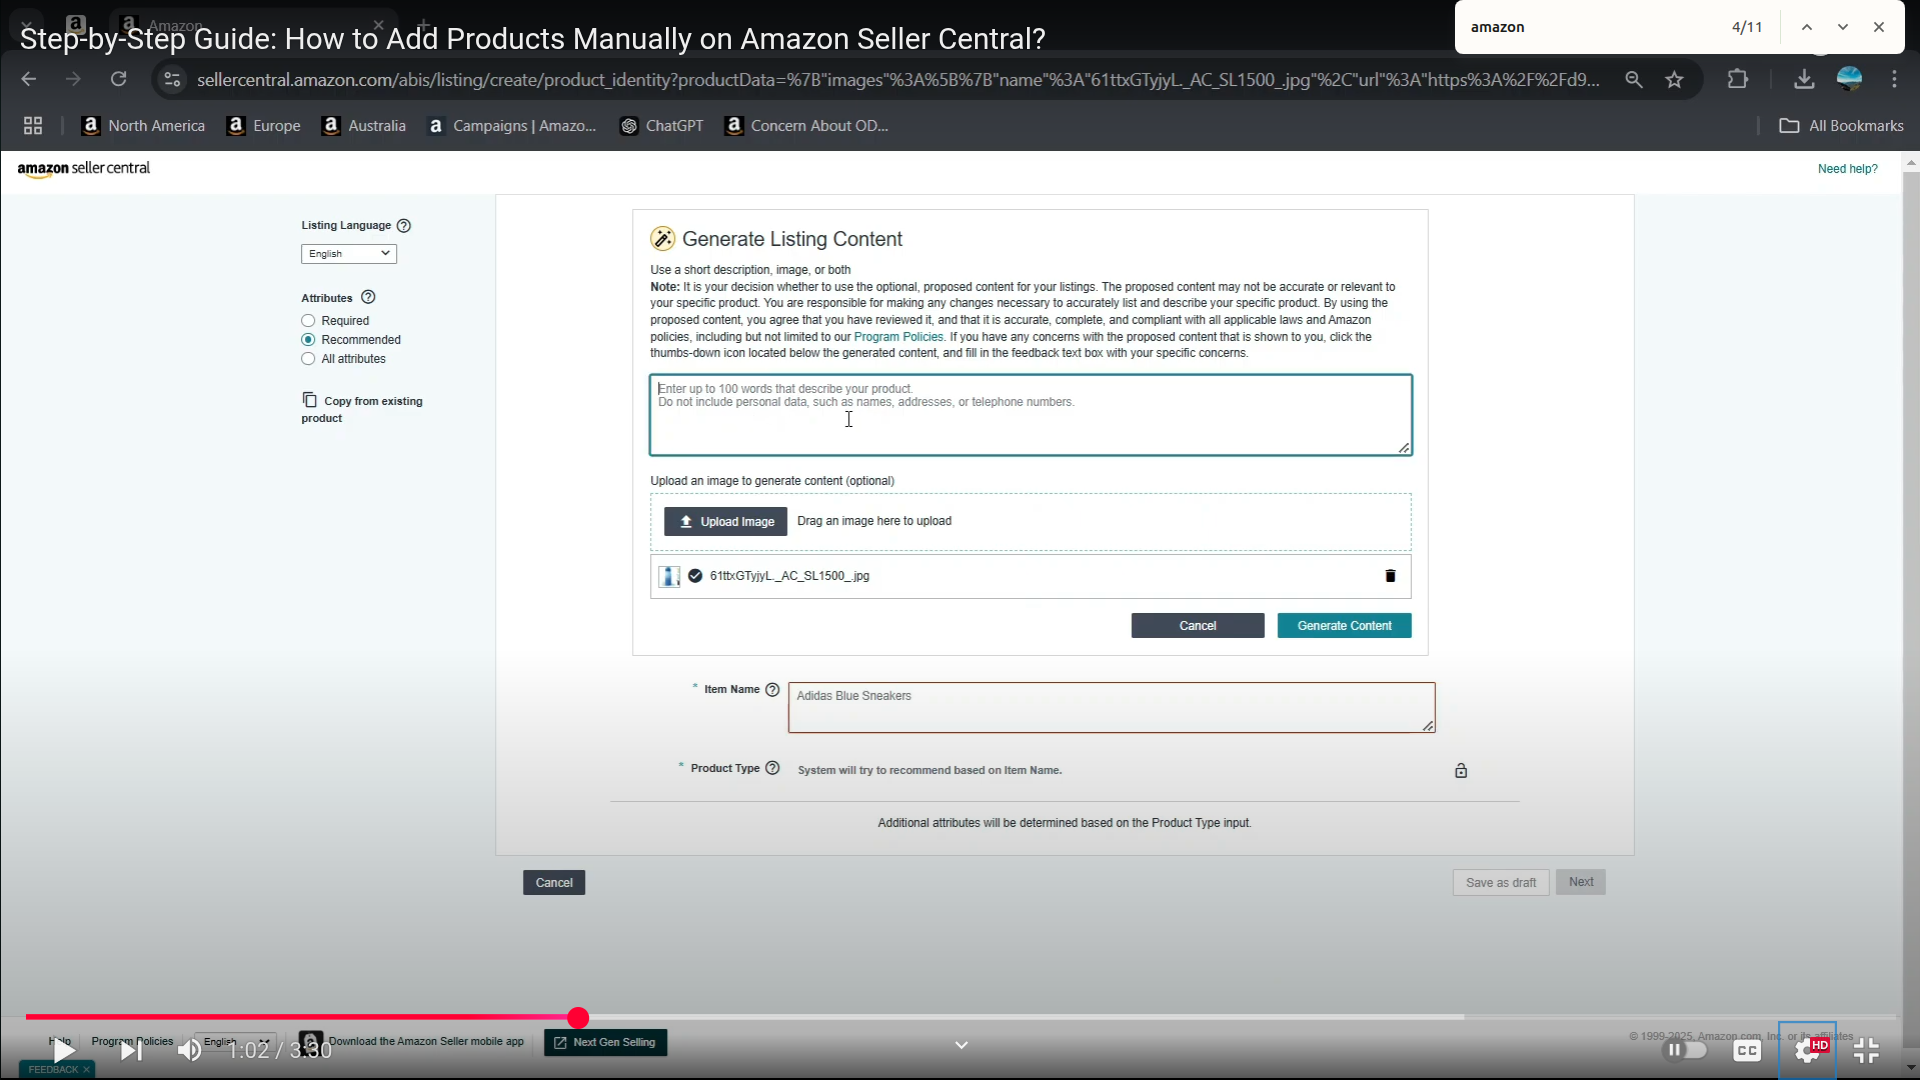 Amazon
Step-by-Step Guide: How to Add Products Manually on Amazon Seller Central?
amazon 4/11
sellercentral.amazon.com/abis/listing/create/product_identity?productData=%7B"images"%3A%5B%7B"name"%3A"61ttxGTyjyL._AC_SL1500_.jpg"%2C"url"%3A"https%3A%2F%2Fd9...
North America Europe Australia Campaigns | Amazo... ChatGPT Concern About OD... All Bookmarks
amazon seller central Need help?
Listing Language
English
Attributes
Required
Recommended
All attributes
Copy from existing
product
Generate Listing Content
Use a short description, image, or both
Note: It is your decision whether to use the optional, proposed content for your listings. The proposed content may not be accurate or relevant to
your specific product. You are responsible for making any changes necessary to accurately list and describe your specific product. By using the
proposed content, you agree that you have reviewed it, and that it is accurate, complete, and compliant with all applicable laws and Amazon
policies, including but not limited to our Program Policies. If you have any concerns with the proposed content that is shown to you, click the
thumbs-down icon located below the generated content, and fill in the feedback text box with your specific concerns.
Enter up to 100 words that describe your product.
Do not include personal data, such as names, addresses, or telephone numbers.
Upload an image to generate content (optional)
Upload Image Drag an image here to upload
61ttxGTyjyL._AC_SL1500_.jpg
Cancel Generate Content
* Item Name Adidas Blue Sneakers
* Product Type System will try to recommend based on Item Name.
Additional attributes will be determined based on the Product Type input.
Cancel Save as draft Next
Help Program Policies English Download the Amazon Seller mobile app Next Gen Selling © 1999-2025, Amazon.com, Inc. or its affiliates
1:02 / 3:30 CC HD
FEEDBACK